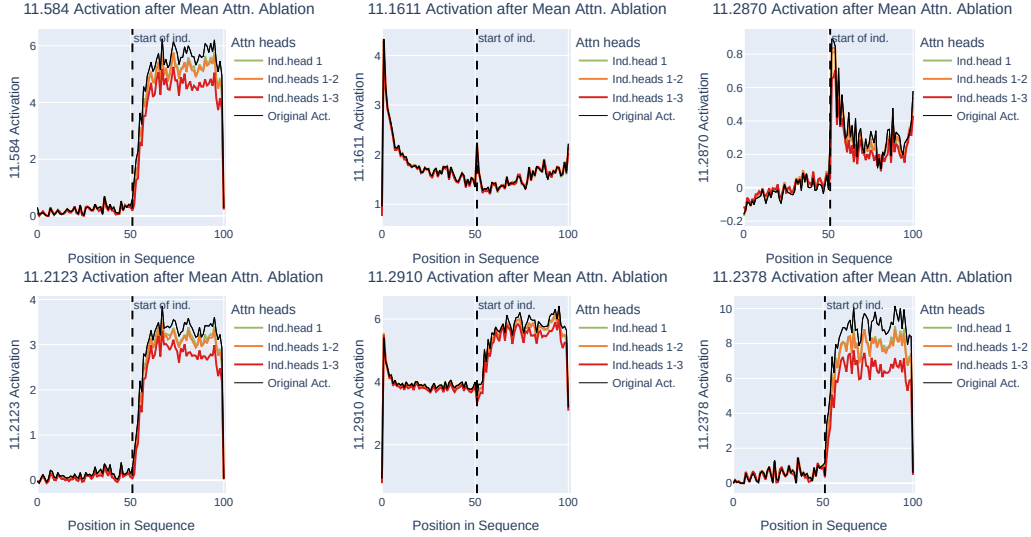 11.584 Activation after Mean Attn. Ablation
11.584 Activation
6
4
2
0
start of ind.
Attn heads
Ind.head 1
Ind.heads 1-2
Ind.heads 1-3
Original Act.
0
50
100
Position in Sequence
11.1611 Activation after Mean Attn. Ablation
11.1611 Activation
4
3
2
1
start of ind.
Attn heads
Ind.head 1
Ind.heads 1-2
Ind.heads 1-3
Original Act.
0
50
100
Position in Sequence
11.2870 Activation after Mean Attn. Ablation
11.2870 Activation
0.8
0.6
0.4
0.2
0
−0.2
start of ind.
Attn heads
Ind.head 1
Ind.heads 1-2
Ind.heads 1-3
Original Act.
0
50
100
Position in Sequence
11.2123 Activation after Mean Attn. Ablation
11.2123 Activation
4
3
2
1
0
start of ind.
Attn heads
Ind.head 1
Ind.heads 1-2
Ind.heads 1-3
Original Act.
0
50
100
Position in Sequence
11.2910 Activation after Mean Attn. Ablation
11.2910 Activation
6
4
2
start of ind.
Attn heads
Ind.head 1
Ind.heads 1-2
Ind.heads 1-3
Original Act.
0
50
100
Position in Sequence
11.2378 Activation after Mean Attn. Ablation
11.2378 Activation
10
8
6
4
2
0
start of ind.
Attn heads
Ind.head 1
Ind.heads 1-2
Ind.heads 1-3
Original Act.
0
50
100
Position in Sequence